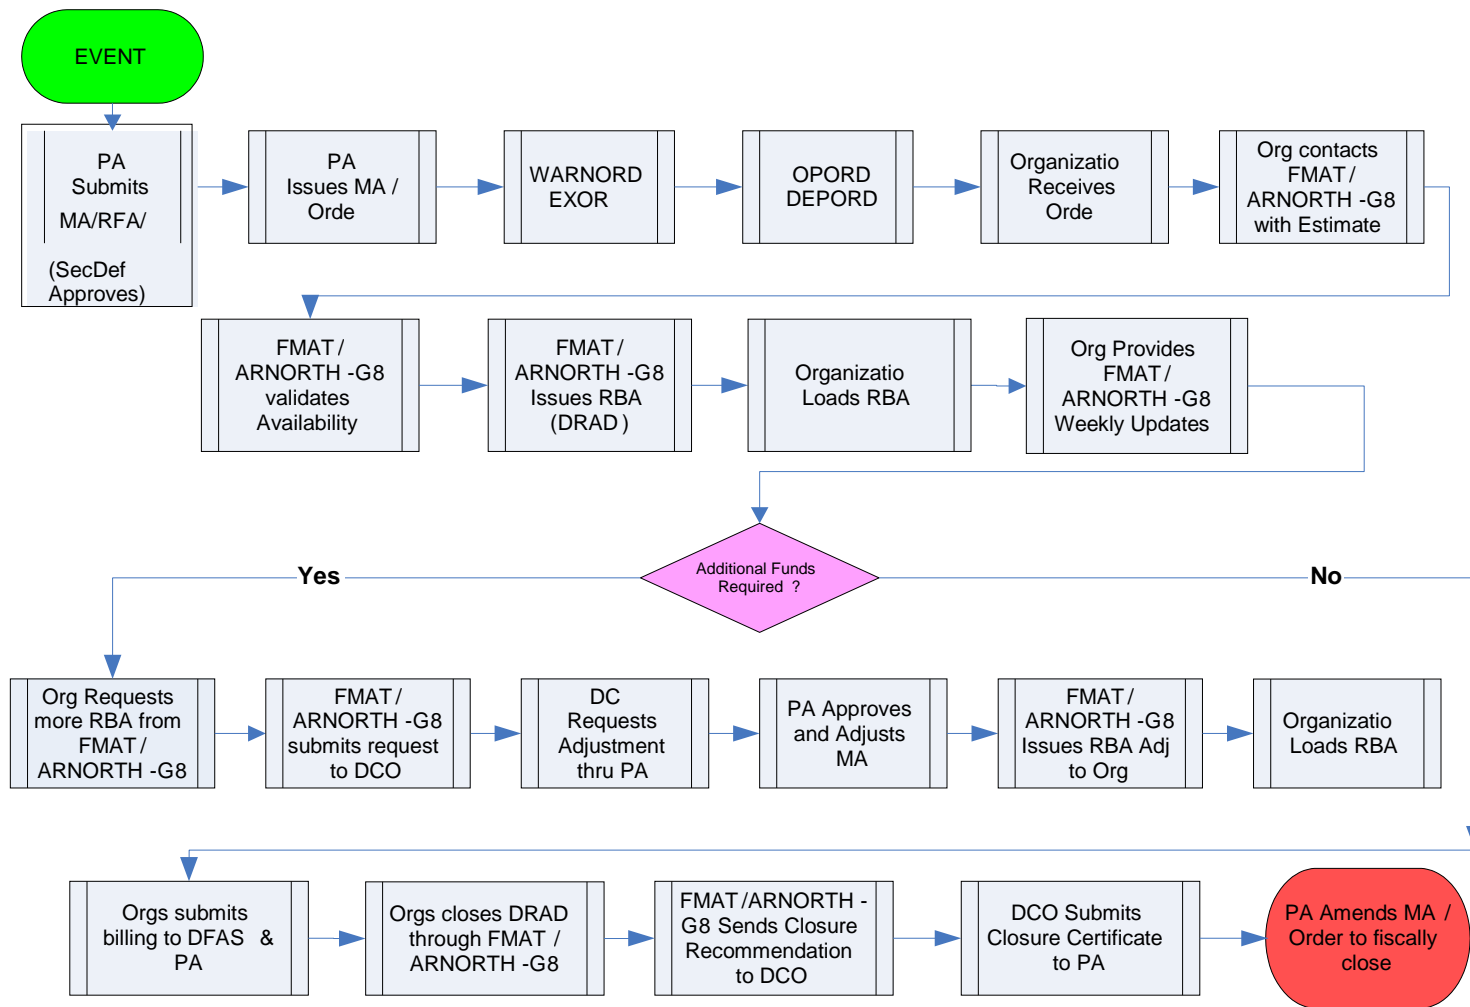 EVENT
PA
Submits
MA/RFA/
(SecDef
Approves)
PA
Issues MA /
Orde
WARNORD
EXOR
OPORD
DEPORD
Organizatio
Receives
Orde
Org contacts
FMAT /
ARNORTH -G8
with Estimate
FMAT /
ARNORTH -G8
validates
Availability
FMAT /
ARNORTH -G8
Issues RBA
(DRAD )
Organizatio
Loads RBA
Org Provides
FMAT /
ARNORTH -G8
Weekly Updates
Additional Funds
Required ?
Yes
No
Org Requests
more RBA from
FMAT /
ARNORTH -G8
FMAT /
ARNORTH -G8
submits request
to DCO
DC
Requests
Adjustment
thru PA
PA Approves
and Adjusts
MA
FMAT /
ARNORTH -G8
Issues RBA Adj
to Org
Organizatio
Loads RBA
Orgs submits
billing to DFAS &
PA
Orgs closes DRAD
through FMAT /
ARNORTH -G8
FMAT /ARNORTH -
G8 Sends Closure
Recommendation
to DCO
DCO Submits
Closure Certificate
to PA
PA Amends MA /
Order to fiscally
close